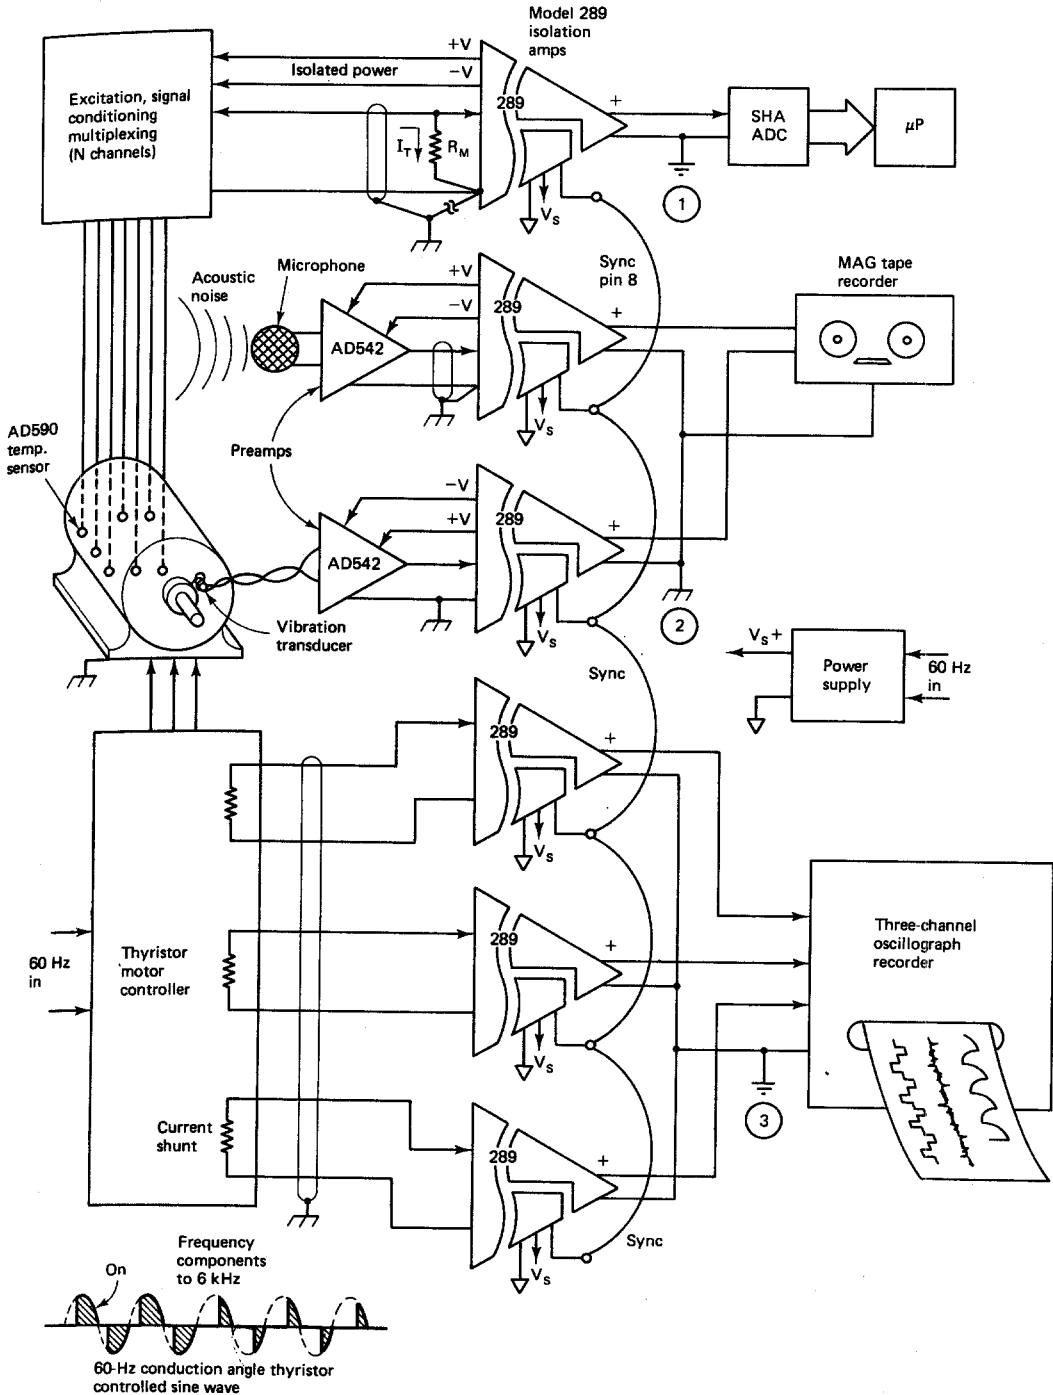 Model 289
isolation
amps
+V
Isolated power
−V
Excitation, signal
conditioning
multiplexing
(N channels)
289
+
SHA
ADC
μP
I_T
R_M
V_S
1
Sync
pin 8
MAG tape
recorder
Acoustic
noise
Microphone
+V
−V
289
+
AD542
V_S
AD590
temp.
sensor
Preamps
−V
+V
289
+
AD542
V_S
2
Vibration
transducer
Sync
V_S+
Power
supply
60 Hz
in
289
+
V_S
Thyristor
motor
controller
60 Hz
in
289
+
V_S
Three-channel
oscillograph
recorder
3
Current
shunt
289
+
V_S
Sync
Frequency
components
to 6 kHz
On
60-Hz conduction angle thyristor
controlled sine wave